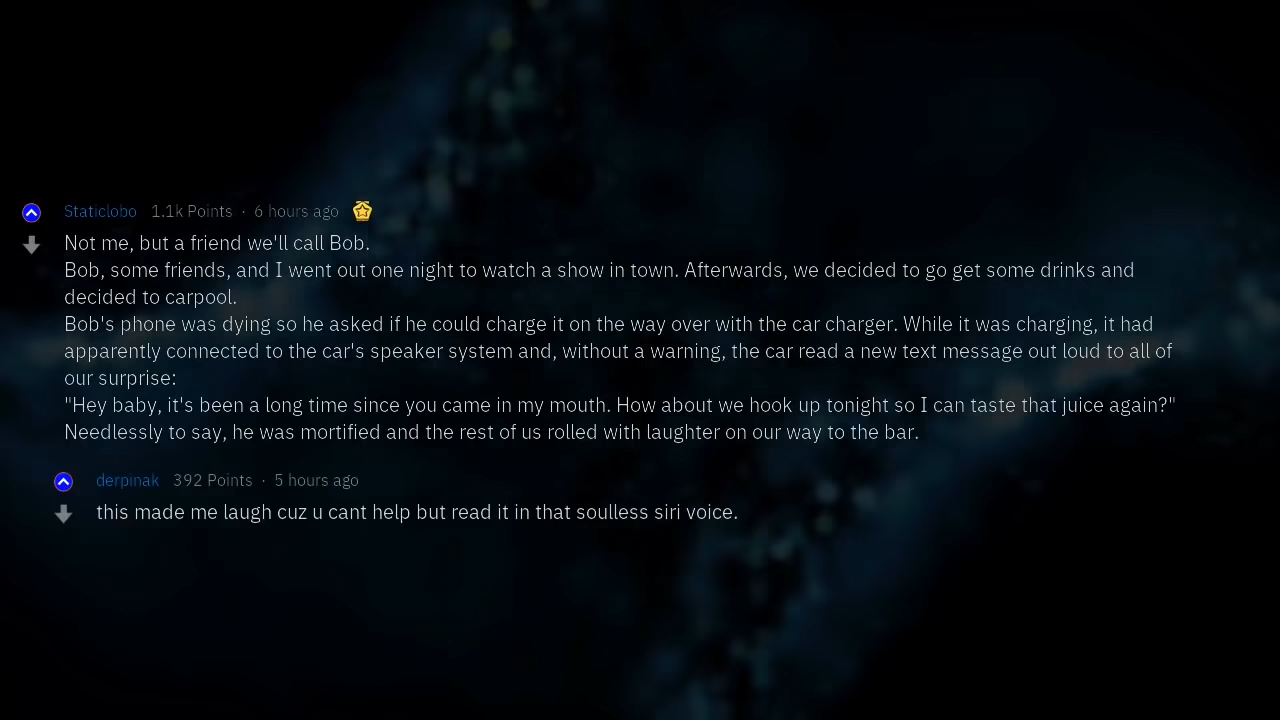 Staticlobo 1.1k Points · 6 hours ago
Not me, but a friend we'll call Bob.
Bob, some friends, and I went out one night to watch a show in town. Afterwards, we decided to go get some drinks and
decided to carpool.
Bob's phone was dying so he asked if he could charge it on the way over with the car charger. While it was charging, it had
apparently connected to the car's speaker system and, without a warning, the car read a new text message out loud to all of
our surprise:
"Hey baby, it's been a long time since you came in my mouth. How about we hook up tonight so I can taste that juice again?"
Needlessly to say, he was mortified and the rest of us rolled with laughter on our way to the bar.
derpinak 392 Points · 5 hours ago
this made me laugh cuz u cant help but read it in that soulless siri voice.